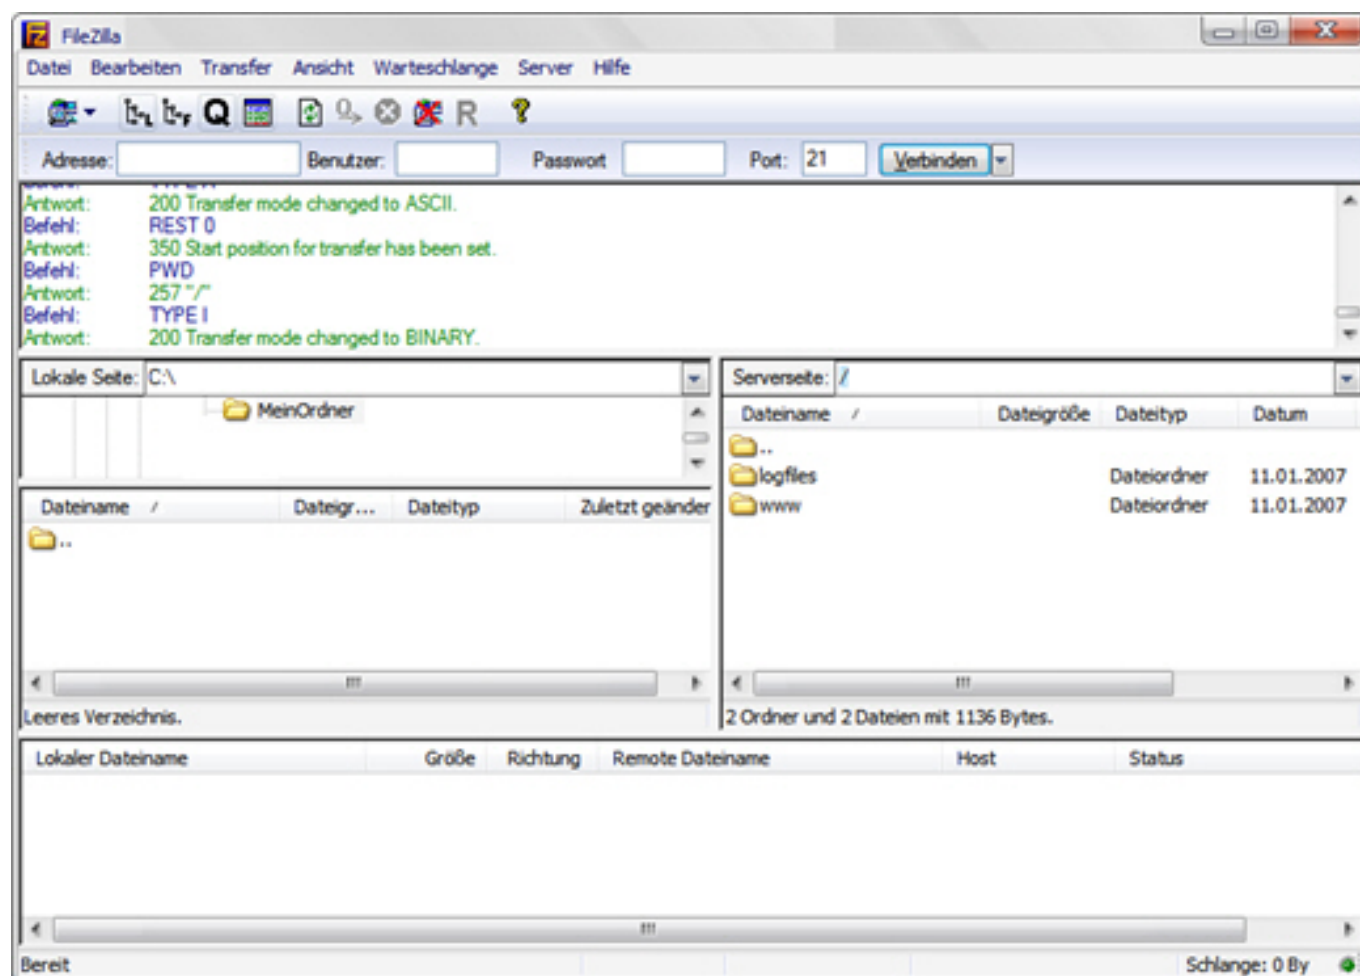 FileZilla
Datei Bearbeiten Transfer Ansicht Warteschlange Server Hilfe
Adresse: Benutzer: Passwort Port: 21 Verbinden
Antwort: 200 Transfer mode changed to ASCII.
Befehl: REST 0
Antwort: 350 Start position for transfer has been set.
Befehl: PWD
Antwort: 257 "/"
Befehl: TYPE I
Antwort: 200 Transfer mode changed to BINARY.
Lokale Seite: C:\
MeinOrdner
Dateiname / Dateigr... Dateityp Zuletzt geänder
..
Leeres Verzeichnis.
Serverseite: /
Dateiname / Dateigröße Dateityp Datum
..
logfiles Dateiordner 11.01.2007
www Dateiordner 11.01.2007
2 Ordner und 2 Dateien mit 1136 Bytes.
Lokaler Dateiname Größe Richtung Remote Dateiname Host Status
Bereit Schlange: 0 By